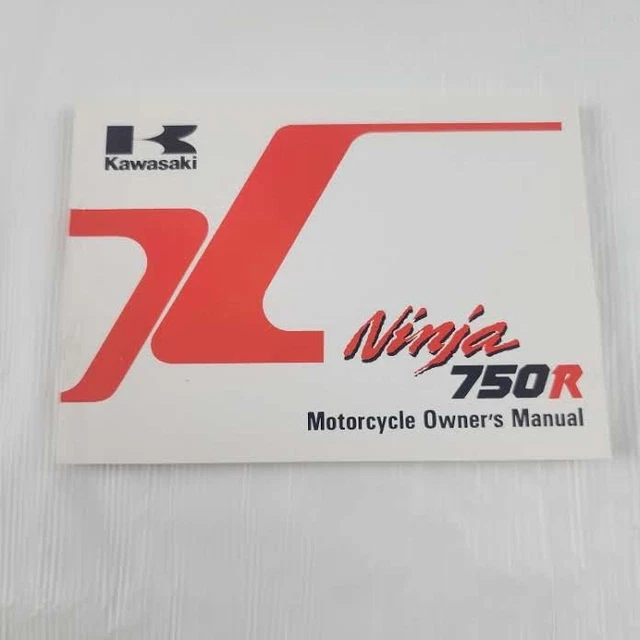 Kawasaki
Ninja
750R
Motorcycle Owner's Manual